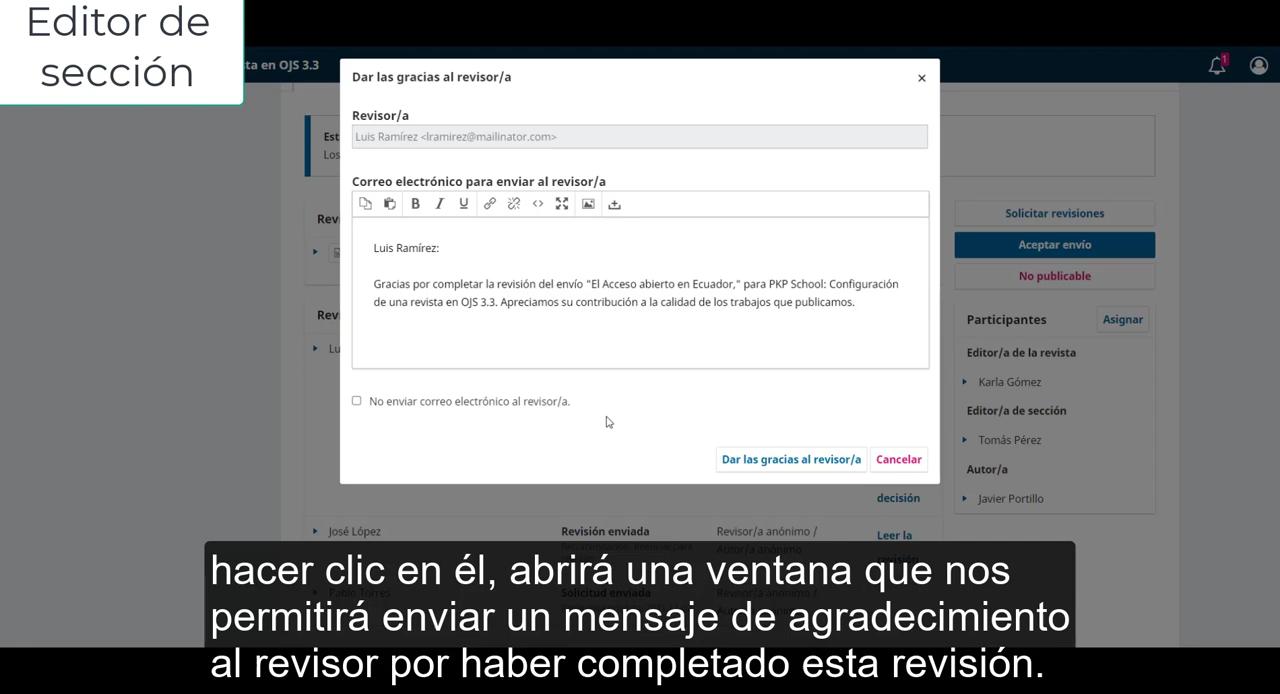 Editor de
sección
ta en OJS 3.3
1
Dar las gracias al revisor/a
Revisor/a
Luis Ramírez <lramirez@mailinator.com>
Correo electrónico para enviar al revisor/a
B I U
Luis Ramírez:
Gracias por completar la revisión del envío "El Acceso abierto en Ecuador," para PKP School: Configuración
de una revista en OJS 3.3. Apreciamos su contribución a la calidad de los trabajos que publicamos.
No enviar correo electrónico al revisor/a.
Dar las gracias al revisor/a
Cancelar
Est
Los
Rev
Rev
Lu
Solicitar revisiones
Aceptar envío
No publicable
Participantes
Asignar
Editor/a de la revista
Karla Gómez
Editor/a de sección
Tomás Pérez
Autor/a
Javier Portillo
decisión
José López
Revisión enviada
Revisor/a anónimo /
Autor/a anónimo
Leer la
revisión
Pablo Torres
Solicitud enviada
Revisor/a anónimo /
hacer clic en él, abrirá una ventana que nos
permitirá enviar un mensaje de agradecimiento
al revisor por haber completado esta revisión.